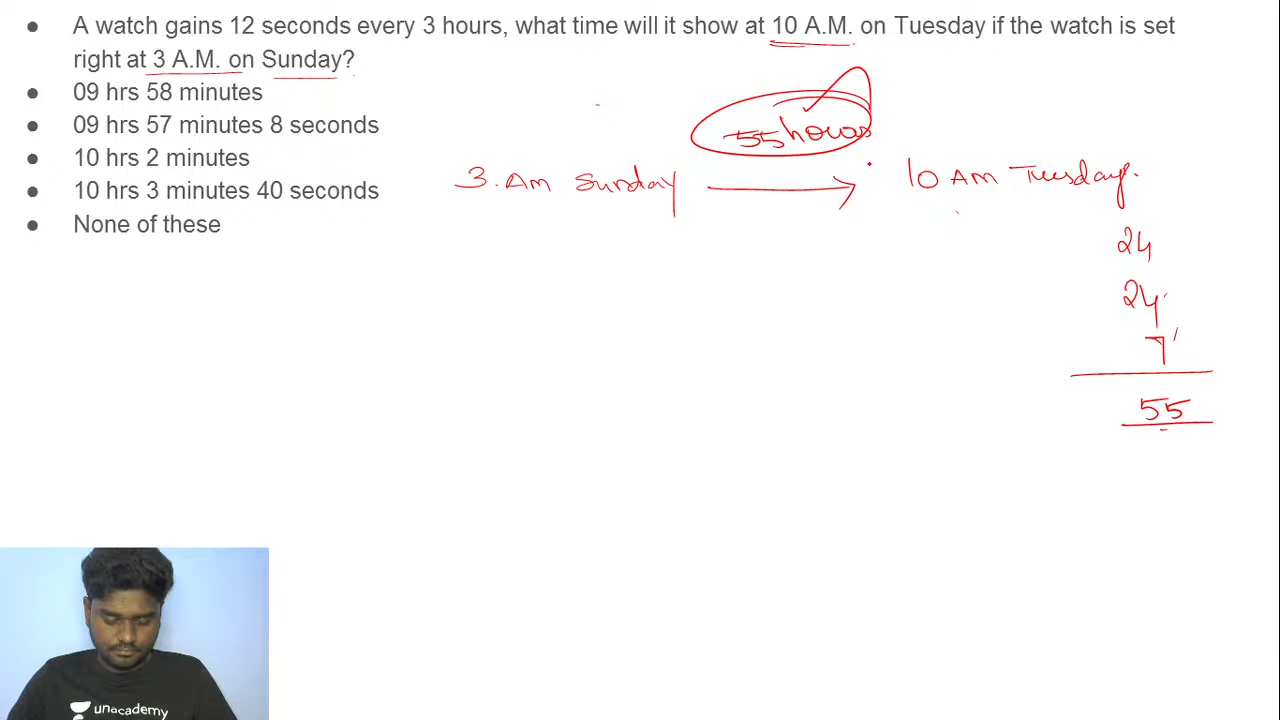 A watch gains 12 seconds every 3 hours, what time will it show at 10 A.M. on Tuesday if the watch is set
right at 3 A.M. on Sunday?
09 hrs 58 minutes
09 hrs 57 minutes 8 seconds
10 hrs 2 minutes
10 hrs 3 minutes 40 seconds
None of these
55 hours
3. Am Sunday → 10 AM Tuesday.
24
24
7
55
unacademy